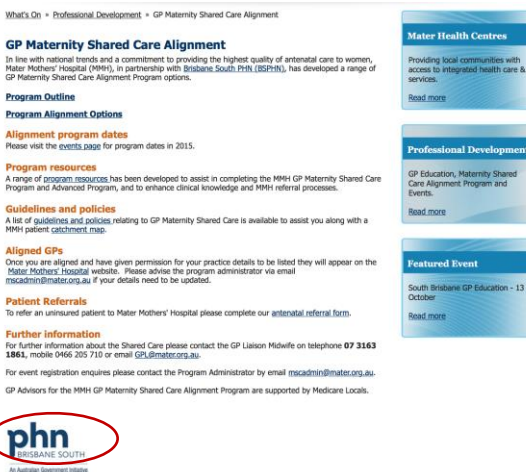 What's On » Professional Development » GP Maternity Shared Care Alignment
GP Maternity Shared Care Alignment
In line with national trends and a commitment to providing the highest quality of antenatal care to women,
Mater Mothers' Hospital (MMH), in partnership with Brisbane South PHN (BSPHN), has developed a range of
GP Maternity Shared Care Alignment Program options.
Program Outline
Program Alignment Options
Alignment program dates
Please visit the events page for program dates in 2015.
Program resources
A range of program resources has been developed to assist in completing the MMH GP Maternity Shared Care
Program and Advanced Program, and to enhance clinical knowledge and MMH referral processes.
Guidelines and policies
A list of guidelines and policies relating to GP Maternity Shared Care is available to assist you along with a
MMH patient catchment map.
Aligned GPs
Once you are aligned and have given permission for your practice details to be listed they will appear on the
Mater Mothers' Hospital website. Please advise the program administrator via email
mscadmin@mater.org.au if your details need to be updated.
Patient Referrals
To refer an uninsured patient to Mater Mothers' Hospital please complete our antenatal referral form.
Further information
For further information about the Shared Care please contact the GP Liaison Midwife on telephone 07 3163
1861, mobile 0466 205 710 or email GPL@mater.org.au.
For event registration enquires please contact the Program Administrator by email mscadmin@mater.org.au.
GP Advisors for the MMH GP Maternity Shared Care Alignment Program are supported by Medicare Locals.
phn
BRISBANE SOUTH
An Australian Government Initiative
Mater Health Centres
Providing local communities with
access to integrated health care &
services.
Read more
Professional Development
GP Education, Maternity Shared
Care Alignment Program and
Events.
Read more
Featured Event
South Brisbane GP Education - 13
October
Read more